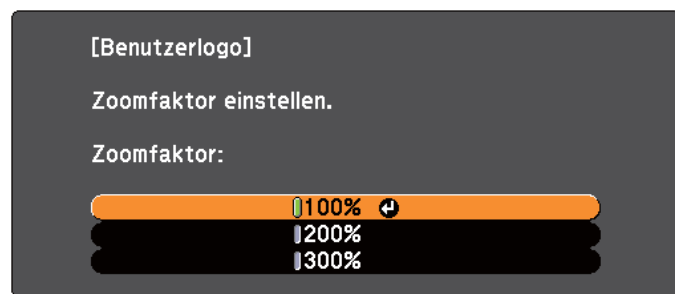 [Benutzerlogo]
Zoomfaktor einstellen.
Zoomfaktor:
100%
200%
300%